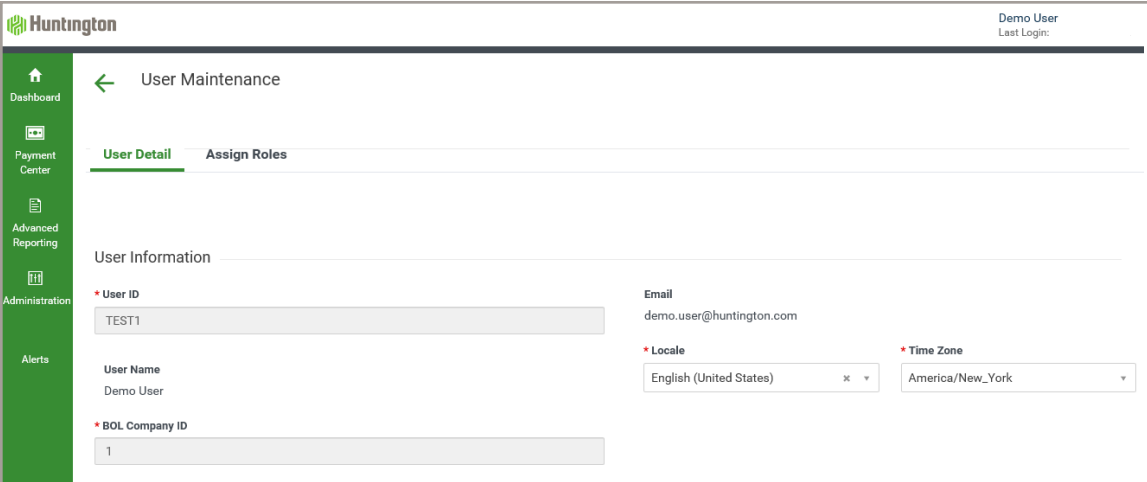 Huntington
Demo User
Last Login:
Dashboard
Payment
Center
Advanced
Reporting
Administration
Alerts
User Maintenance
User Detail
Assign Roles
User Information
* User ID
TEST1
User Name
Demo User
* BOL Company ID
1
Email
demo.user@huntington.com
* Locale
English (United States)
* Time Zone
America/New_York